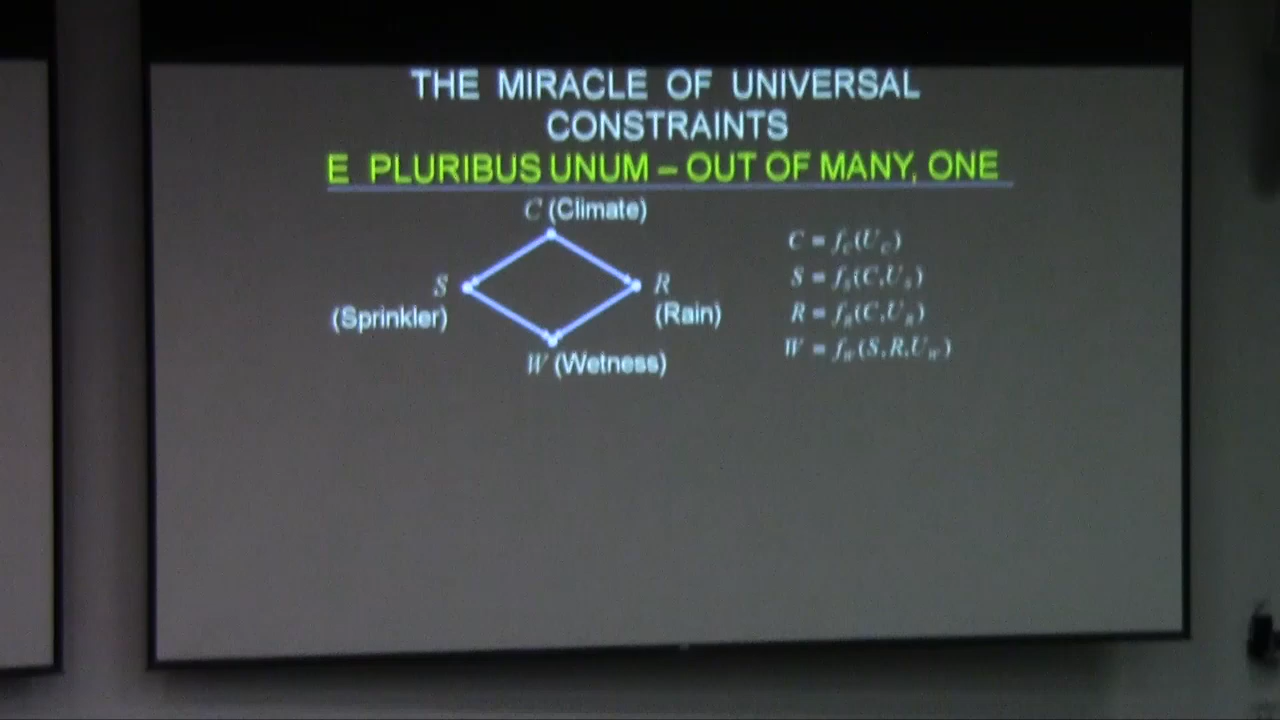 THE MIRACLE OF UNIVERSAL
CONSTRAINTS
E PLURIBUS UNUM – OUT OF MANY, ONE
C (Climate)
S
(Sprinkler)
R
(Rain)
W (Wetness)
C = f_C(U_C)
S = f_S(C,U_S)
R = f_R(C,U_R)
W = f_W(S,R,U_W)